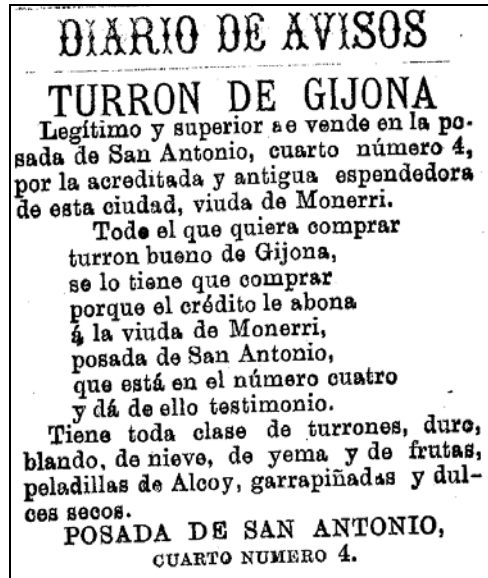 DIARIO DE AVISOS
TURRON DE GIJONA
Legítimo y superior se vende en la po-
sada de San Antonio, cuarto número 4,
por la acreditada y antigua espendedora
de esta ciudad, viuda de Monerri.
Tode el que quiera comprar
turron bueno de Gijona,
se lo tiene que comprar
porque el crédito le abona
á la viuda de Monerri,
posada de San Antonio,
que está en el número cuatro
y dá de ello testimonio.
Tiene toda clase de turrones, duro,
blando, de nieve, de yema y de frutas,
peladillas de Alcoy, garrapiñadas y dul-
ces secos.
POSADA DE SAN ANTONIO,
CUARTO NUMERO 4.